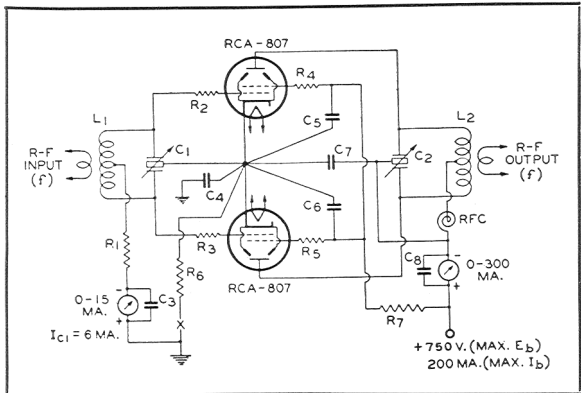 RCA-807
R4
R2
L1
C5
L2
C1
C7
C2
R-F
INPUT
(f)
R-F
OUTPUT
(f)
C4
C6
RFC
R1
R3
R5
R6
RCA-807
C8
0-300
MA.
-
+
0-15
MA.
-
+
C3
IC1 = 6 MA.
X
R7
+750 V. (MAX. Eb)
200 MA. (MAX. Ib)